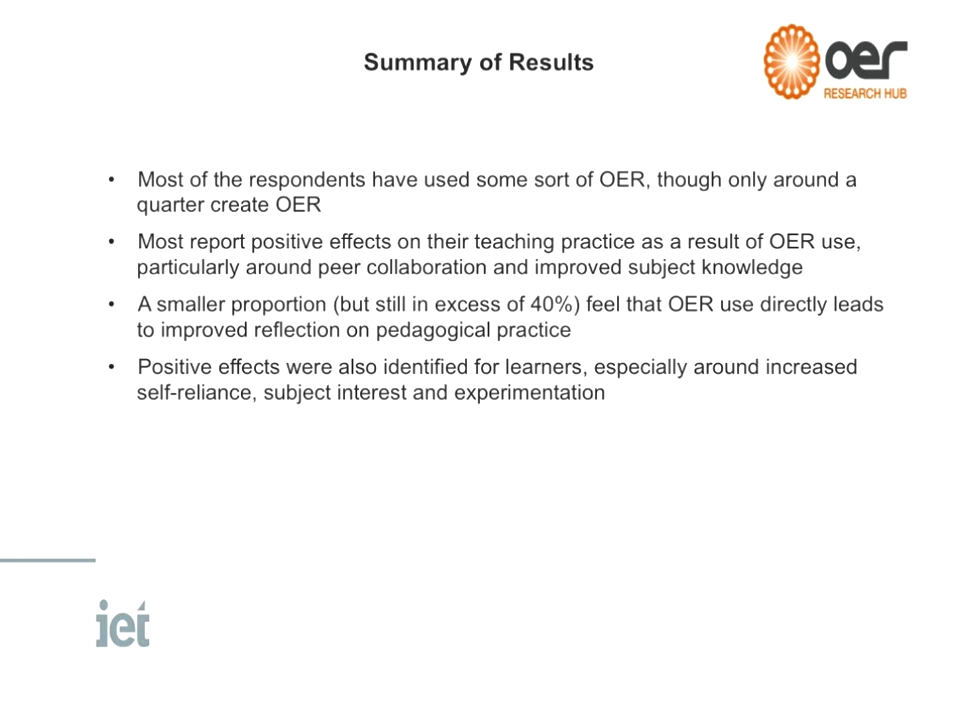 Summary of Results
oer
RESEARCH HUB
• Most of the respondents have used some sort of OER, though only around a
quarter create OER
• Most report positive effects on their teaching practice as a result of OER use,
particularly around peer collaboration and improved subject knowledge
• A smaller proportion (but still in excess of 40%) feel that OER use directly leads
to improved reflection on pedagogical practice
• Positive effects were also identified for learners, especially around increased
self-reliance, subject interest and experimentation
iet